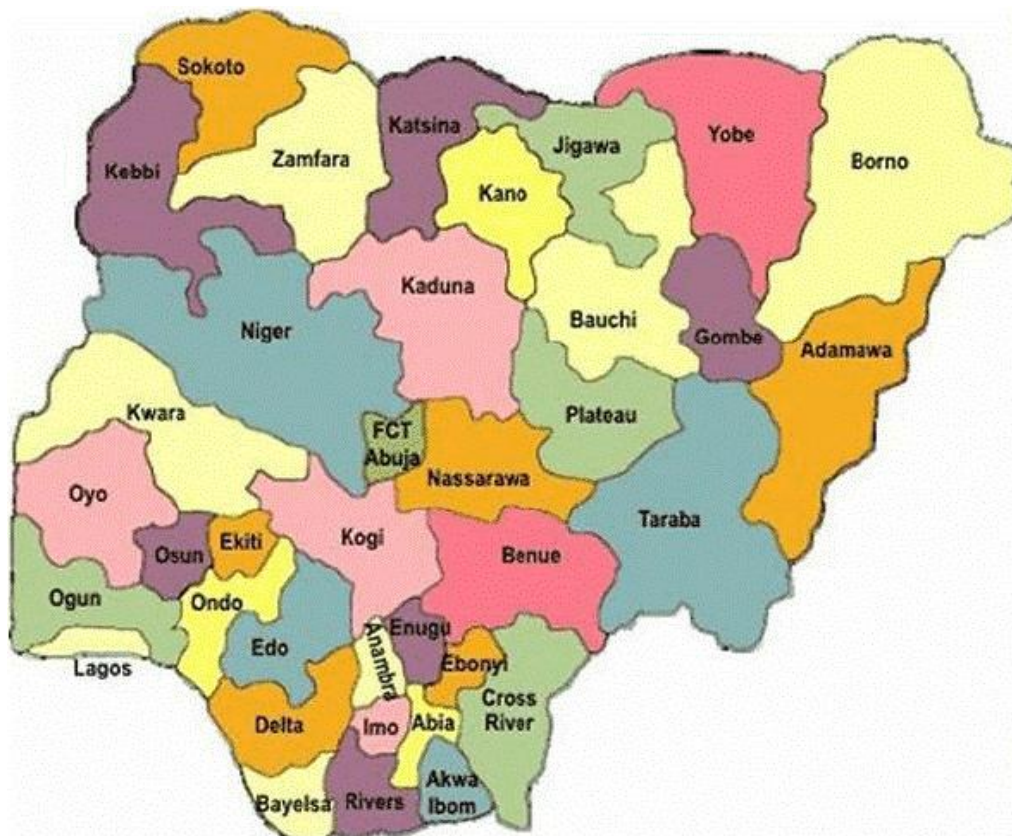 Sokoto
Katsina
Yobe
Jigawa
Zamfara
Borno
Kebbi
Kano
Kaduna
Bauchi
Niger
Gombe
Adamawa
Kwara
Plateau
FCT
Abuja
Nassarawa
Oyo
Taraba
Kogi
Ekiti
Osun
Benue
Ogun
Ondo
Enugu
Edo
Anambra
Ebonyi
Lagos
Cross
River
Delta
Imo
Abia
Akwa
Ibom
Bayelsa
Rivers